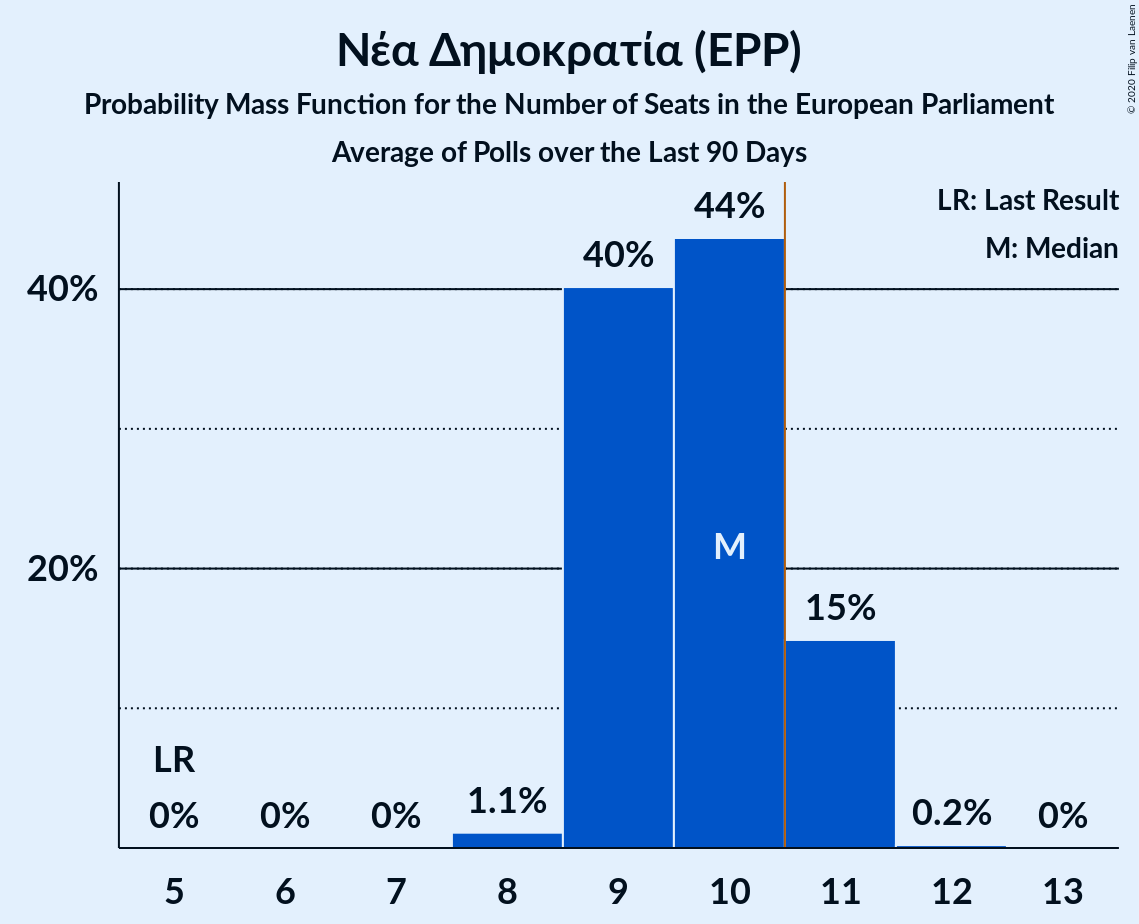 Νέα Δημοκρατία (EPP)
Probability Mass Function for the Number of Seats in the European Parliament
Average of Polls over the Last 90 Days
© 2020 Filip van Laenen
LR: Last Result
M: Median
44%
40%
40%
M
20%
15%
LR
0%
0%
0%
1.1%
0.2%
0%
5
6
7
8
9
10
11
12
13